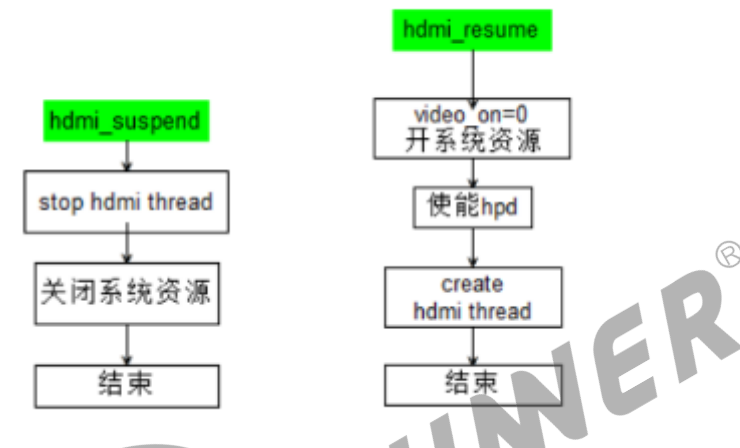 hdmi_suspend
stop hdmi thread
关闭系统资源
结束
hdmi_resume
video_on=0
开系统资源
使能hpd
create
hdmi thread
结束